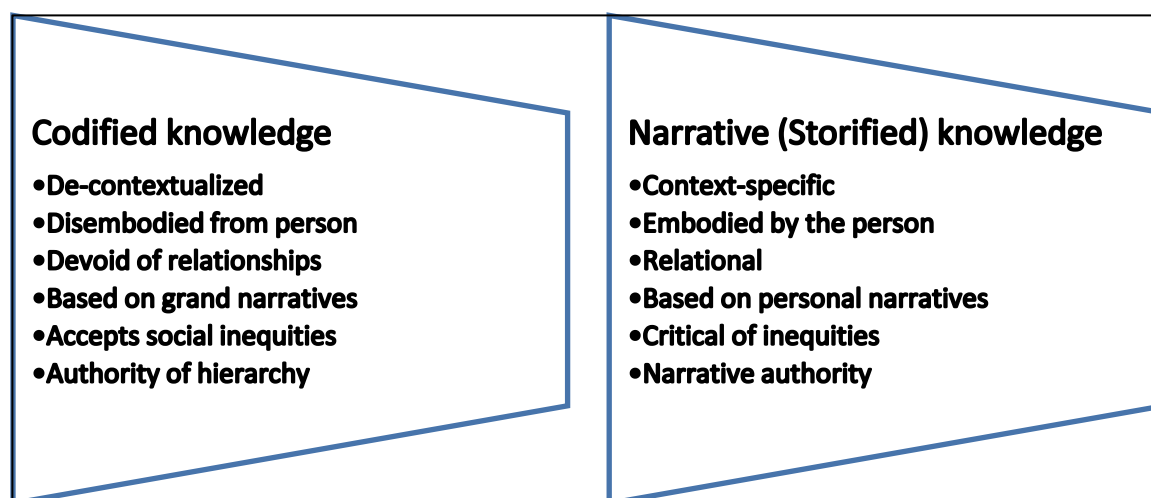 Codified knowledge
•De-contextualized
•Disembodied from person
•Devoid of relationships
•Based on grand narratives
•Accepts social inequities
•Authority of hierarchy
Narrative (Storified) knowledge
•Context-specific
•Embodied by the person
•Relational
•Based on personal narratives
•Critical of inequities
•Narrative authority